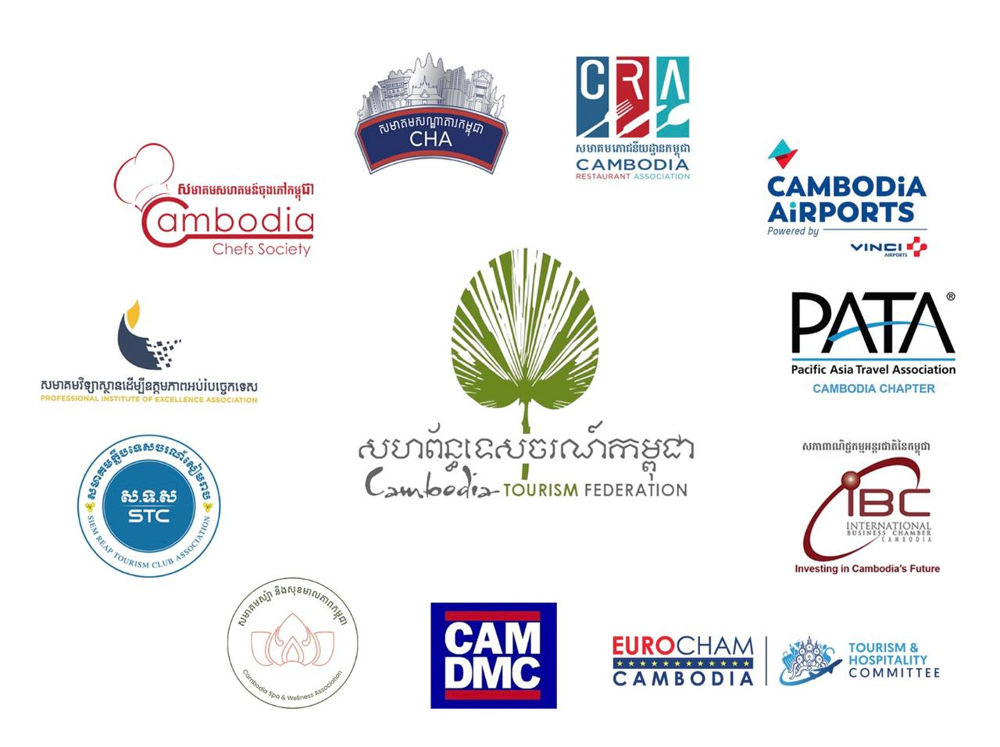 សមាគមសណ្ឋាគារកម្ពុជា
CHA
CRA
សមាគមភោជនីយដ្ឋានកម្ពុជា
CAMBODIA
RESTAURANT ASSOCIATION
សមាគមសហគមន៍ចុងភៅកម្ពុជា
Cambodia
Chefs Society
CAMBODiA
AiRPORTS
Powered by
VINCI
AIRPORTS
PATA®
Pacific Asia Travel Association
CAMBODIA CHAPTER
សមាគមវិទ្យាស្ថានដើម្បីឧត្តមភាពអប់រំបច្ចេកទេស
PROFESSIONAL INSTITUTE OF EXCELLENCE ASSOCIATION
សហព័ន្ធទេសចរណ៍កម្ពុជា
Cambodia TOURISM FEDERATION
សមាគមក្លឹបទេសចរណ៍សៀមរាប
ស.ទ.ស
STC
SIEM REAP TOURISM CLUB ASSOCIATION
សភាពាណិជ្ជកម្មអន្តរជាតិនៃកម្ពុជា
IBC
INTERNATIONAL
BUSINESS CHAMBER
CAMBODIA
Investing in Cambodia's Future
សមាគមស្ប៉ា និងសុខមាលភាពកម្ពុជា
Cambodia Spa & Wellness Association
CAM
DMC
EUROCHAM
CAMBODIA
TOURISM &
HOSPITALITY
COMMITTEE